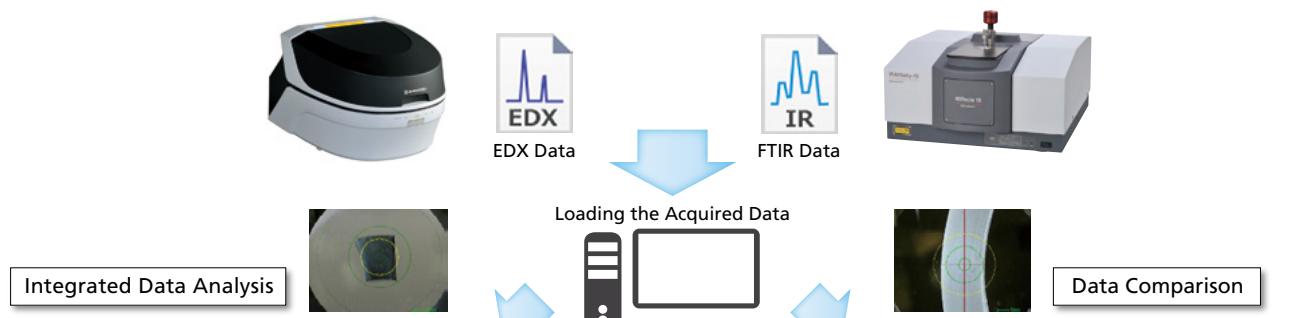 EDX
IR
EDX Data
FTIR Data
Loading the Acquired Data
Integrated Data Analysis
Data Comparison